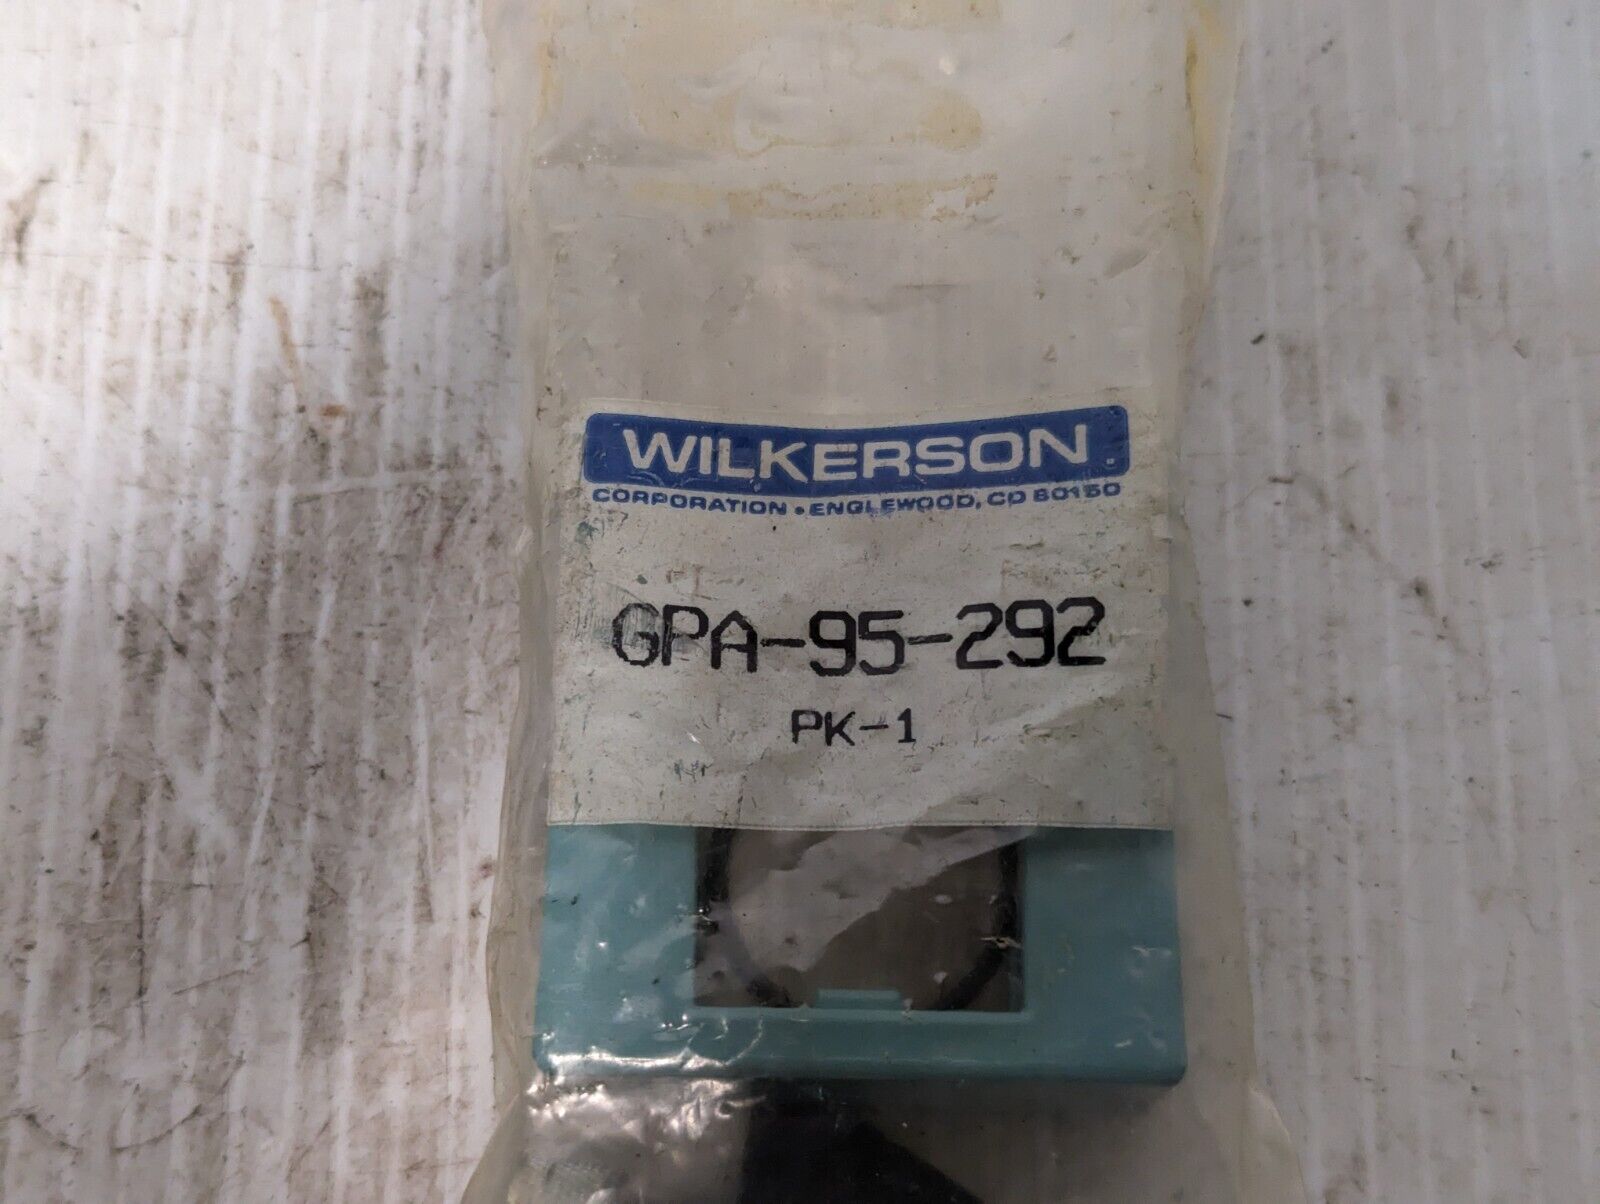 WILKERSON
CORPORATION • ENGLEWOOD, CO 80150
GPA-95-292
PK-1